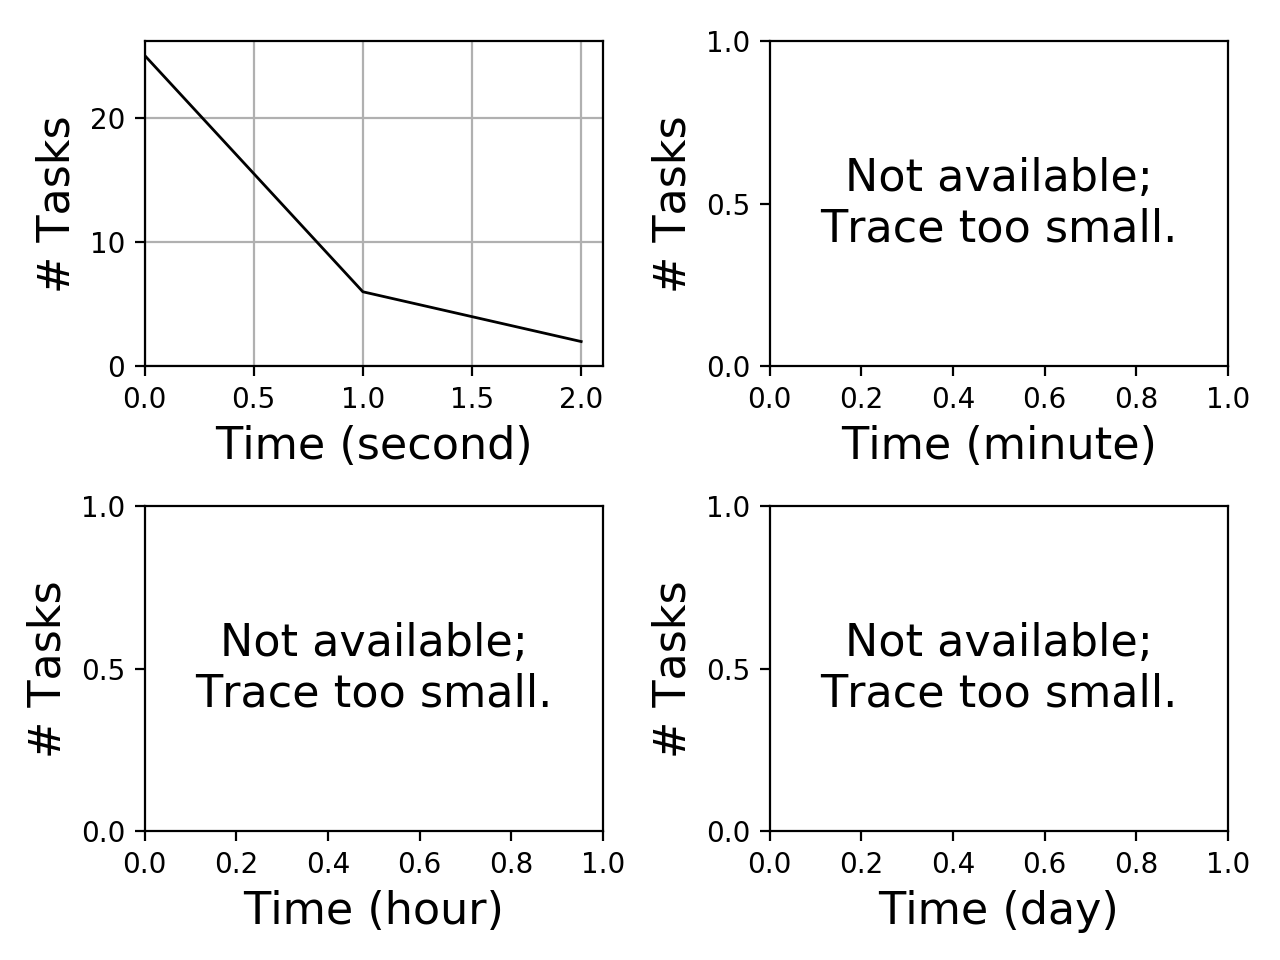 # Tasks
20
10
0
0.0 0.5 1.0 1.5 2.0
Time (second)
# Tasks
1.0
0.5
0.0
Not available;
Trace too small.
0.0 0.2 0.4 0.6 0.8 1.0
Time (minute)
# Tasks
1.0
0.5
0.0
Not available;
Trace too small.
0.0 0.2 0.4 0.6 0.8 1.0
Time (hour)
# Tasks
1.0
0.5
0.0
Not available;
Trace too small.
0.0 0.2 0.4 0.6 0.8 1.0
Time (day)